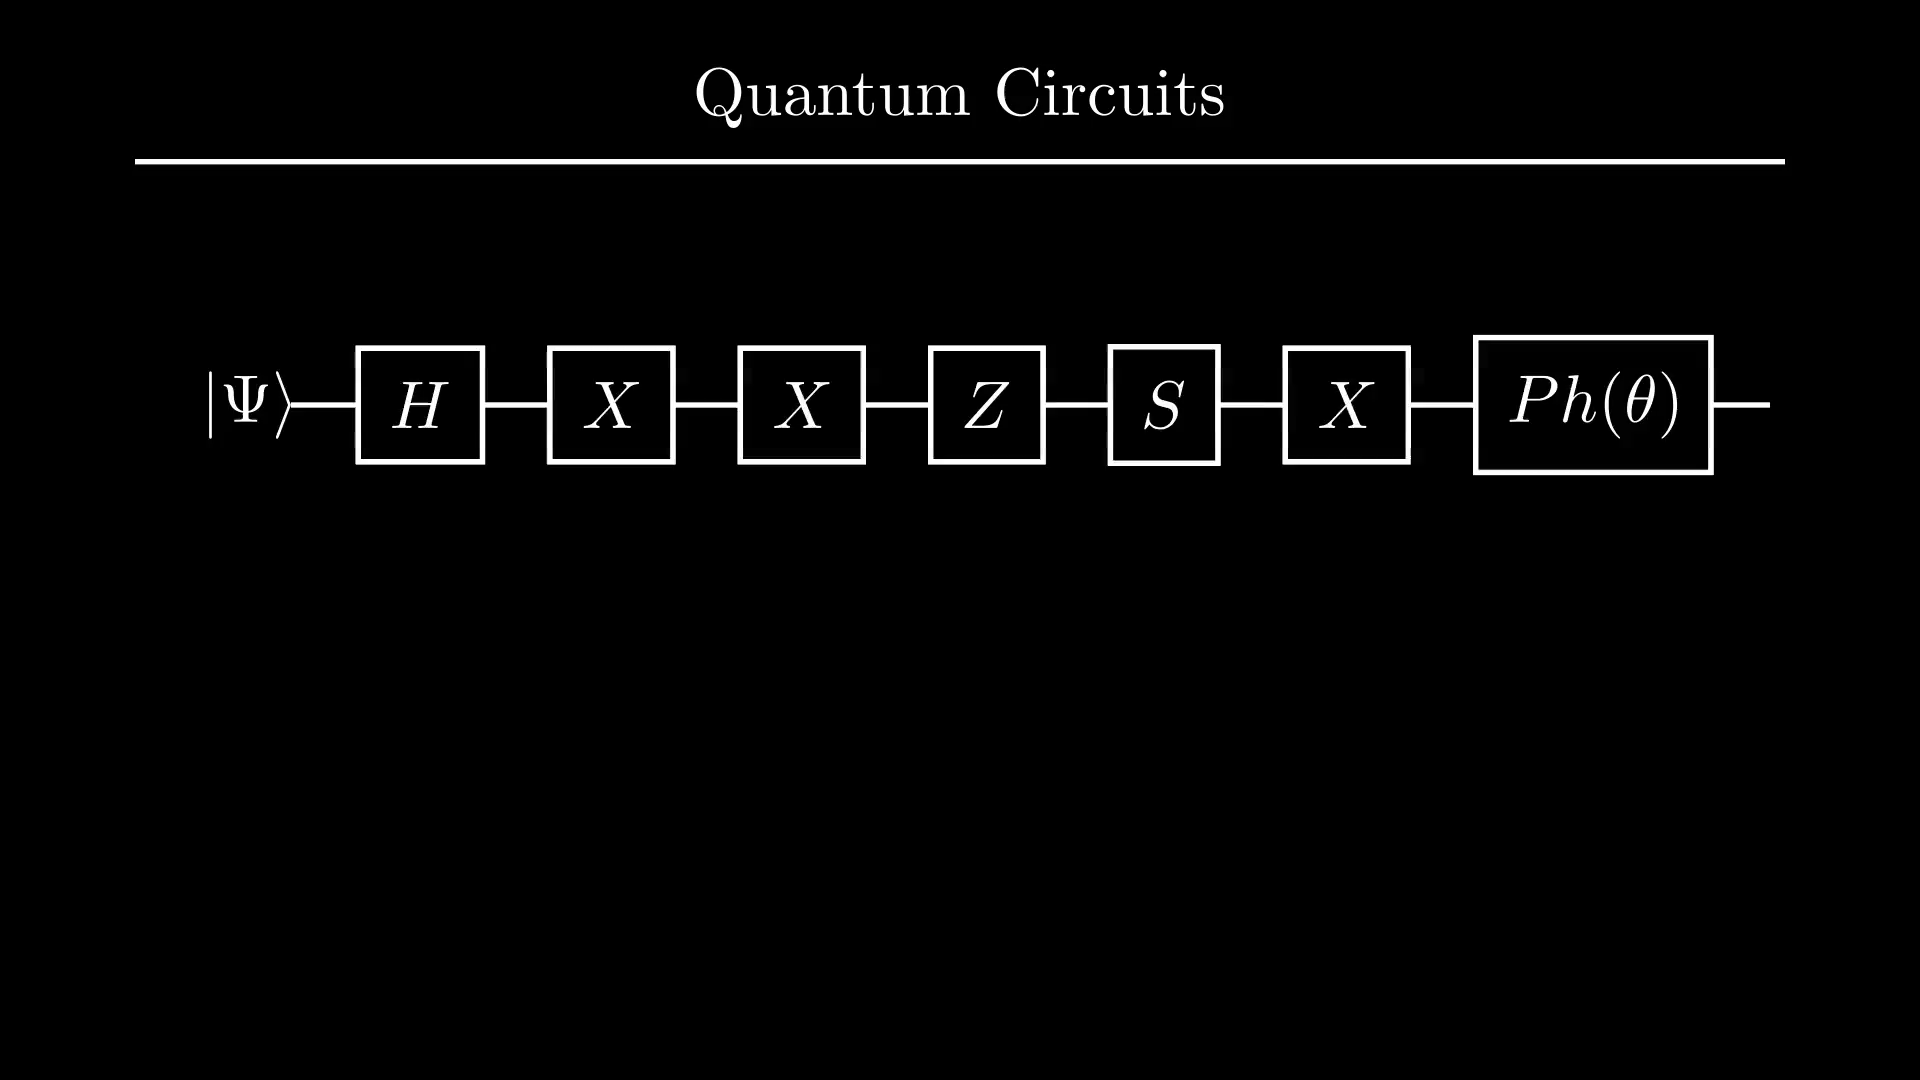 Quantum Circuits
|Ψ⟩ H X X Z S X Ph(θ)